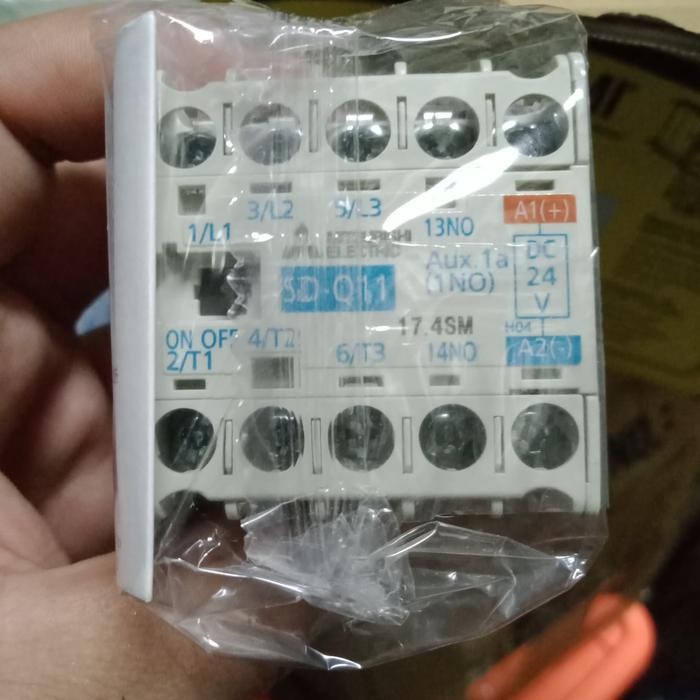 1/L1 3/L2 5/L3 13NO A1(+)
MITSUBISHI
ELECTRIC
SD-Q11
Aux.1a
(1NO)
DC
24
V
17.4SM
H04
ON OFF
2/T1 4/T2 6/T3 14NO A2(-)